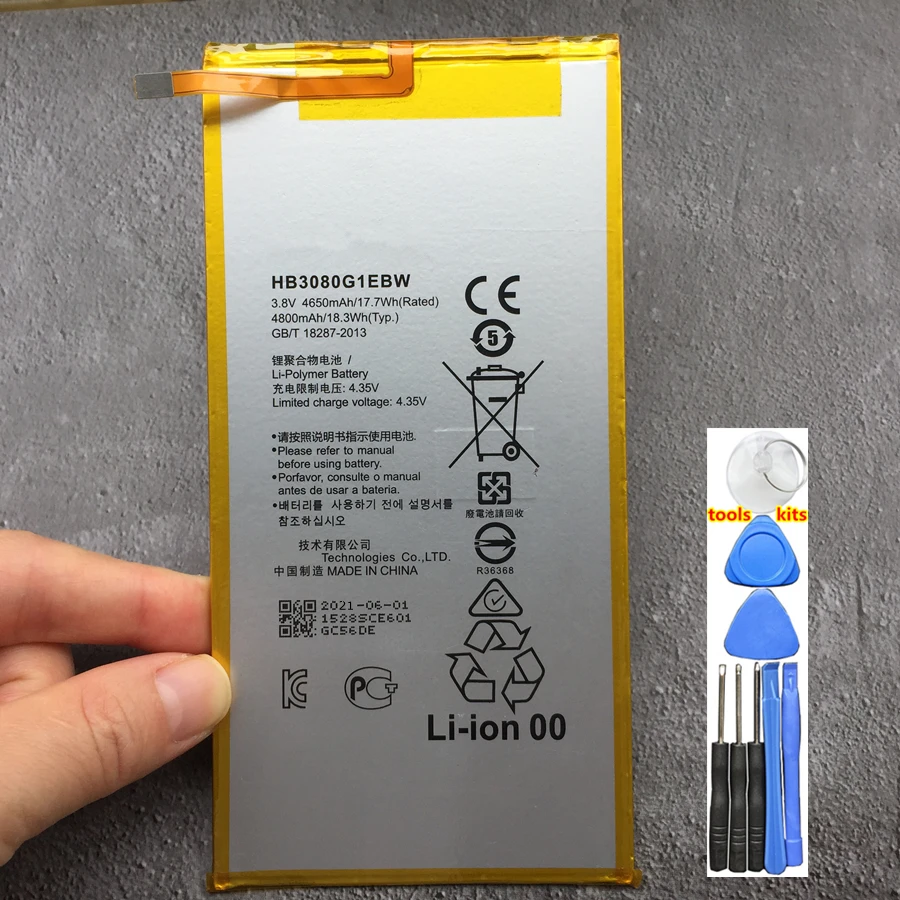 HB3080G1EBW
3.8V 4650mAh/17.7Wh(Rated)
4800mAh/18.3Wh(Typ.)
GB/T 18287-2013
锂聚合物电池 /
Li-Polymer Battery
充电限制电压: 4.35V
Limited charge voltage: 4.35V
•请按照说明书指示使用电池.
•Please refer to manual
before using battery.
•Porfavor, consulte o manual
antes de usar a bateria.
•배터리를 사용하기 전에 설명서를
참조하십시오
技术有限公司
Technologies Co.,LTD.
中国制造 MADE IN CHINA
2021-06-01
1528SCE601
GC56DE
CE
5
廢電池請回收
R36368
Li-ion 00
tools kits